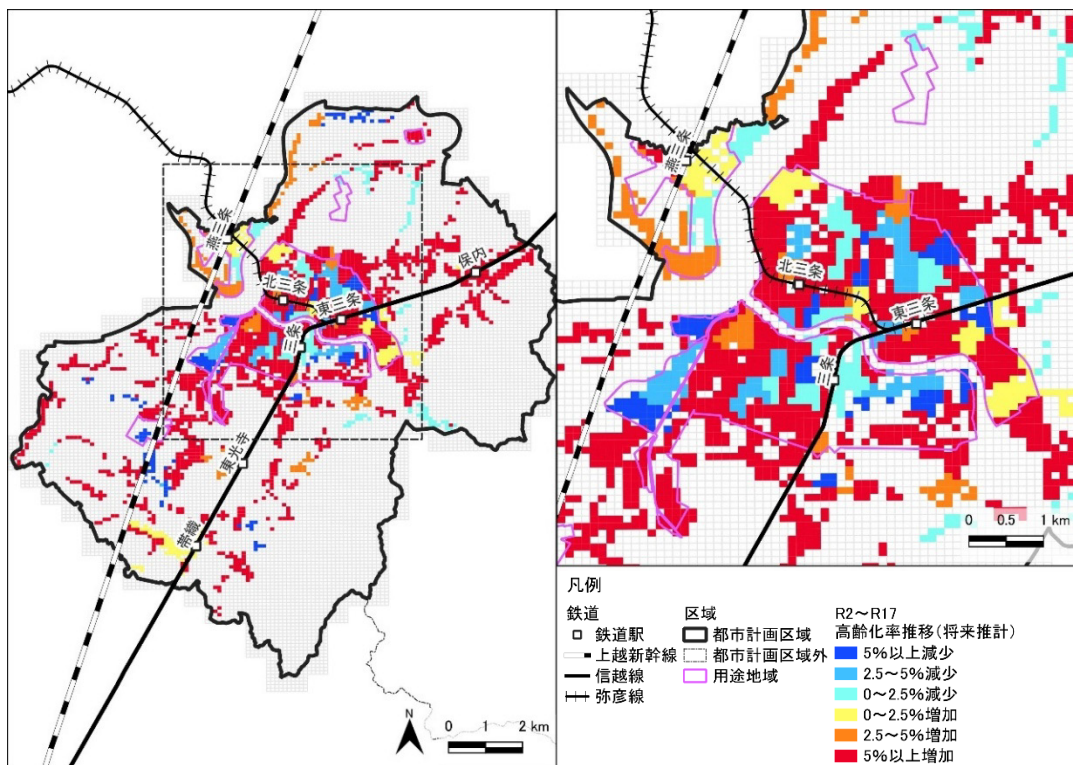 燕三条
北三条
東三条
保内
三条
東光寺
帯織
N
0 1 2 km
燕三条
北三条
東三条
三条
0 0.5 1 km
凡例
鉄道
鉄道駅
上越新幹線
信越線
弥彦線
区域
都市計画区域
都市計画区域外
用途地域
R2~R17
高齢化率推移(将来推計)
5%以上減少
2.5~5%減少
0~2.5%減少
0~2.5%増加
2.5~5%増加
5%以上増加